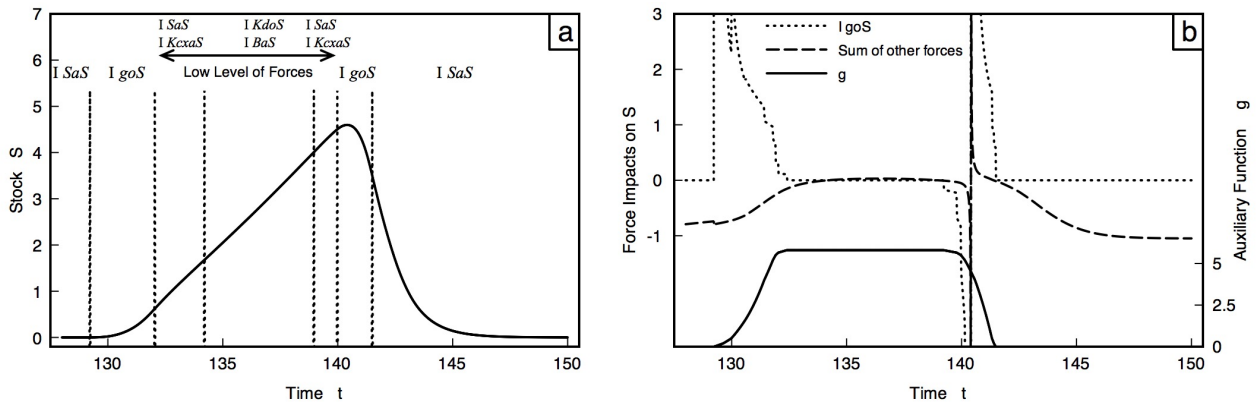 I SaS I KdoS I SaS
I KcxaS I BaS I KcxaS
a
I SaS I goS Low Level of Forces I goS I SaS
7
6
5
4
3
2
1
0
Stock S
130 135 140 145 150
Time t
I goS
Sum of other forces
g
b
3
2
1
0
-1
Force Impacts on S
5
2.5
0
Auxiliary Function g
130 135 140 145 150
Time t